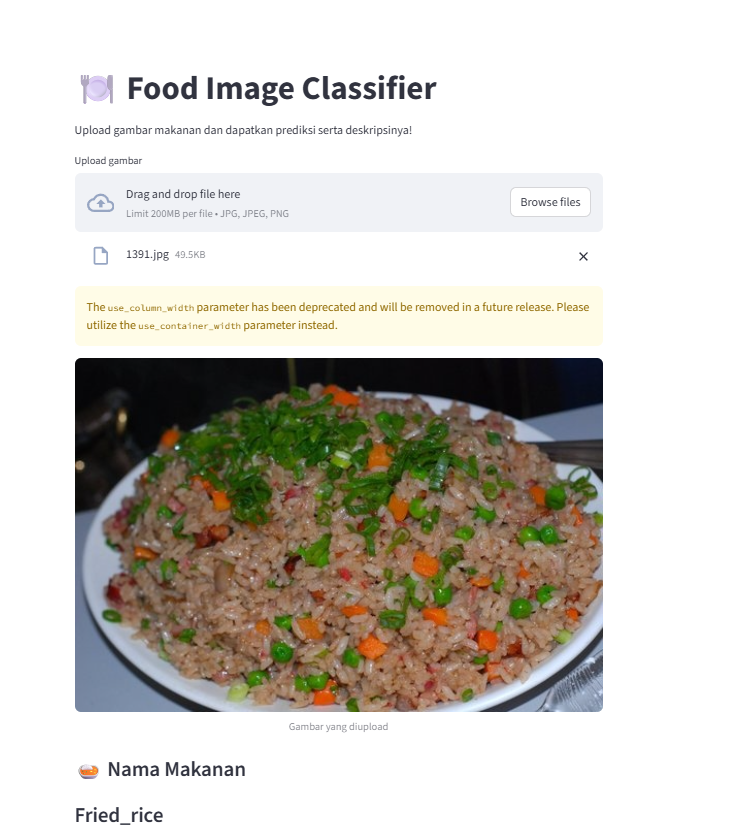 Food Image Classifier
Upload gambar makanan dan dapatkan prediksi serta deskripsinya!
Upload gambar
Drag and drop file here
Limit 200MB per file • JPG, JPEG, PNG
Browse files
1391.jpg 49.5KB
The use_column_width parameter has been deprecated and will be removed in a future release. Please
utilize the use_container_width parameter instead.
Gambar yang diupload
Nama Makanan
Fried_rice